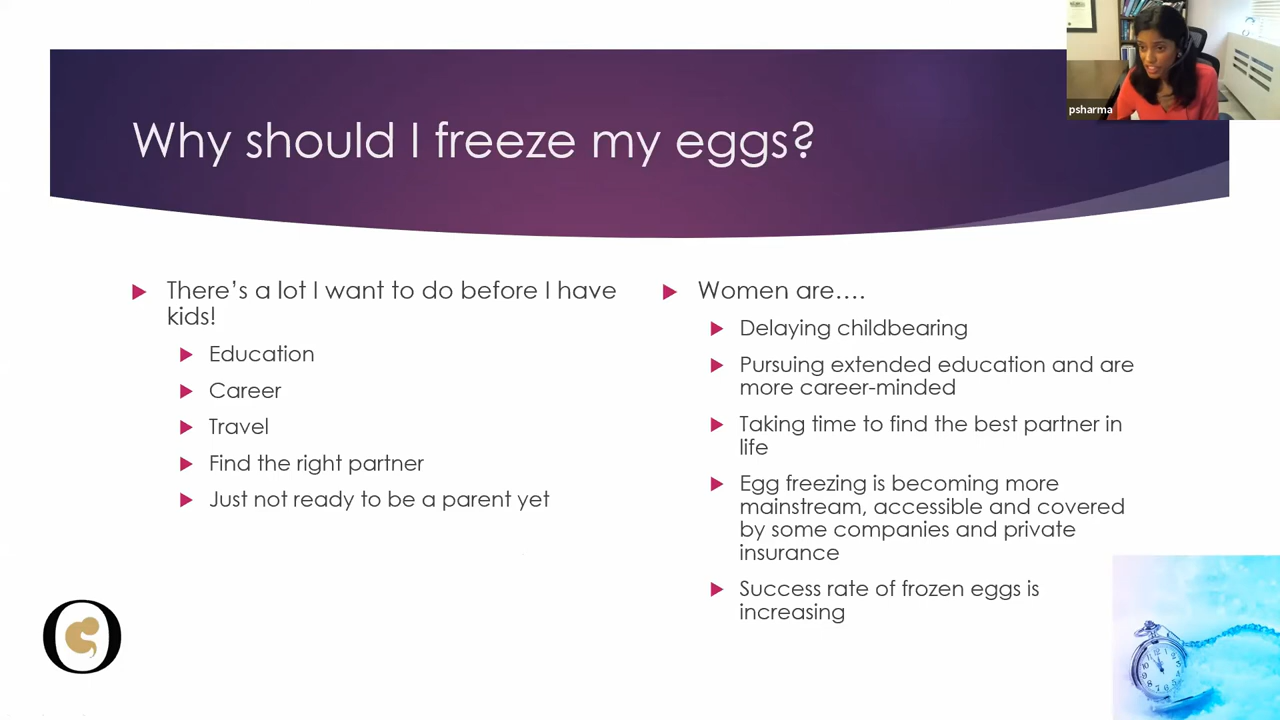 psharma
Why should I freeze my eggs?
There's a lot I want to do before I have
kids!
Education
Career
Travel
Find the right partner
Just not ready to be a parent yet
Women are....
Delaying childbearing
Pursuing extended education and are
more career-minded
Taking time to find the best partner in
life
Egg freezing is becoming more
mainstream, accessible and covered
by some companies and private
insurance
Success rate of frozen eggs is
increasing